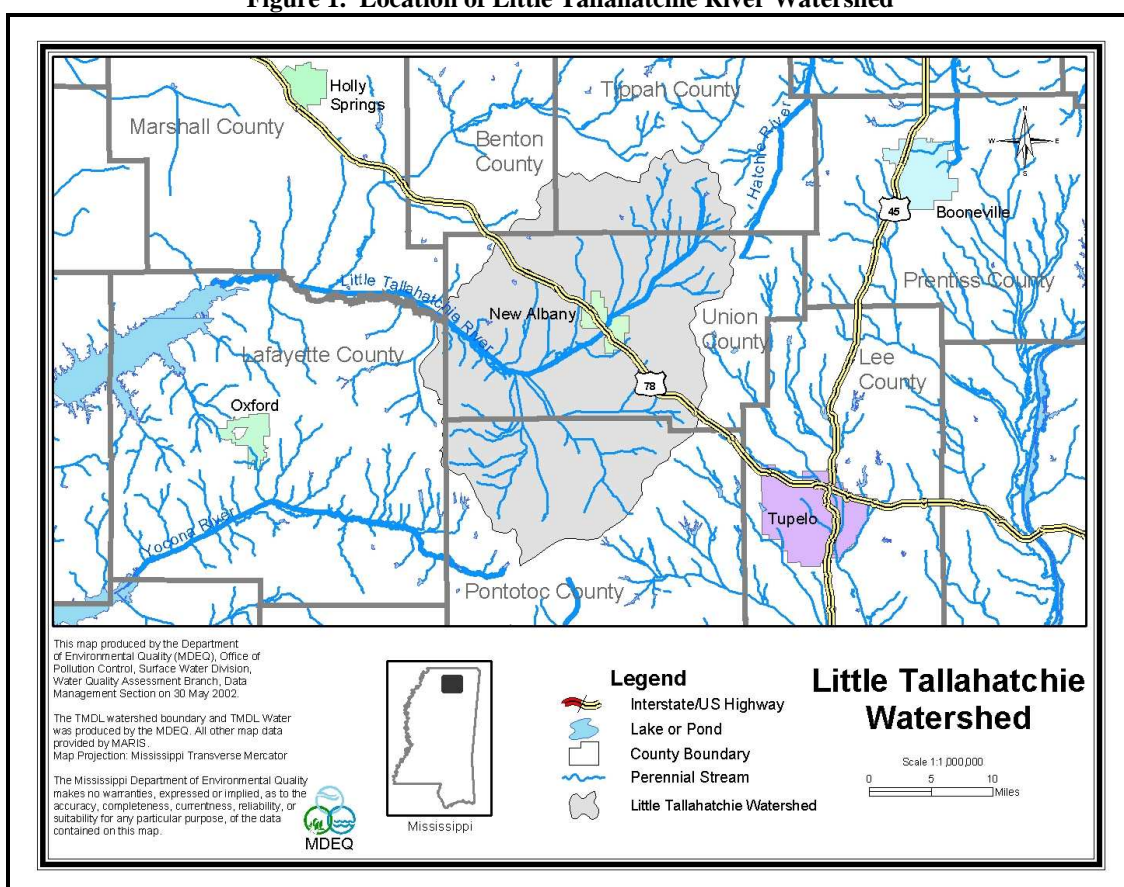 Figure 1. Location of Little Tallahatchie River Watershed
Holly
Springs
Marshall County
Benton
County
Tippah County
Hatchie River
N
W
E
S
45
Booneville
Prentiss County
Little Tallahatchie River
New Albany
Union
County
Lafayette County
78
Lee
County
Oxford
Tupelo
Yocona River
Pontotoc County
This map produced by the Department
of Environmental Quality (MDEQ), Office of
Pollution Control, Surface Water Division,
Water Quality Assessment Branch, Data
Management Section on 30 May 2002.
The TMDL watershed boundary and TMDL Water
was produced by the MDEQ. All other map data
provided by MARIS.
Map Projection: Mississippi Transverse Mercator
The Mississippi Department of Environmental Quality
makes no warranties, expressed or implied, as to the
accuracy, completeness, currentness, reliability, or
suitability for any particular purpose, of the data
contained on this map.
MDEQ
Mississippi
Legend
Interstate/US Highway
Lake or Pond
County Boundary
Perennial Stream
Little Tallahatchie Watershed
Little Tallahatchie
Watershed
Scale 1:1,000,000
0 5 10
Miles